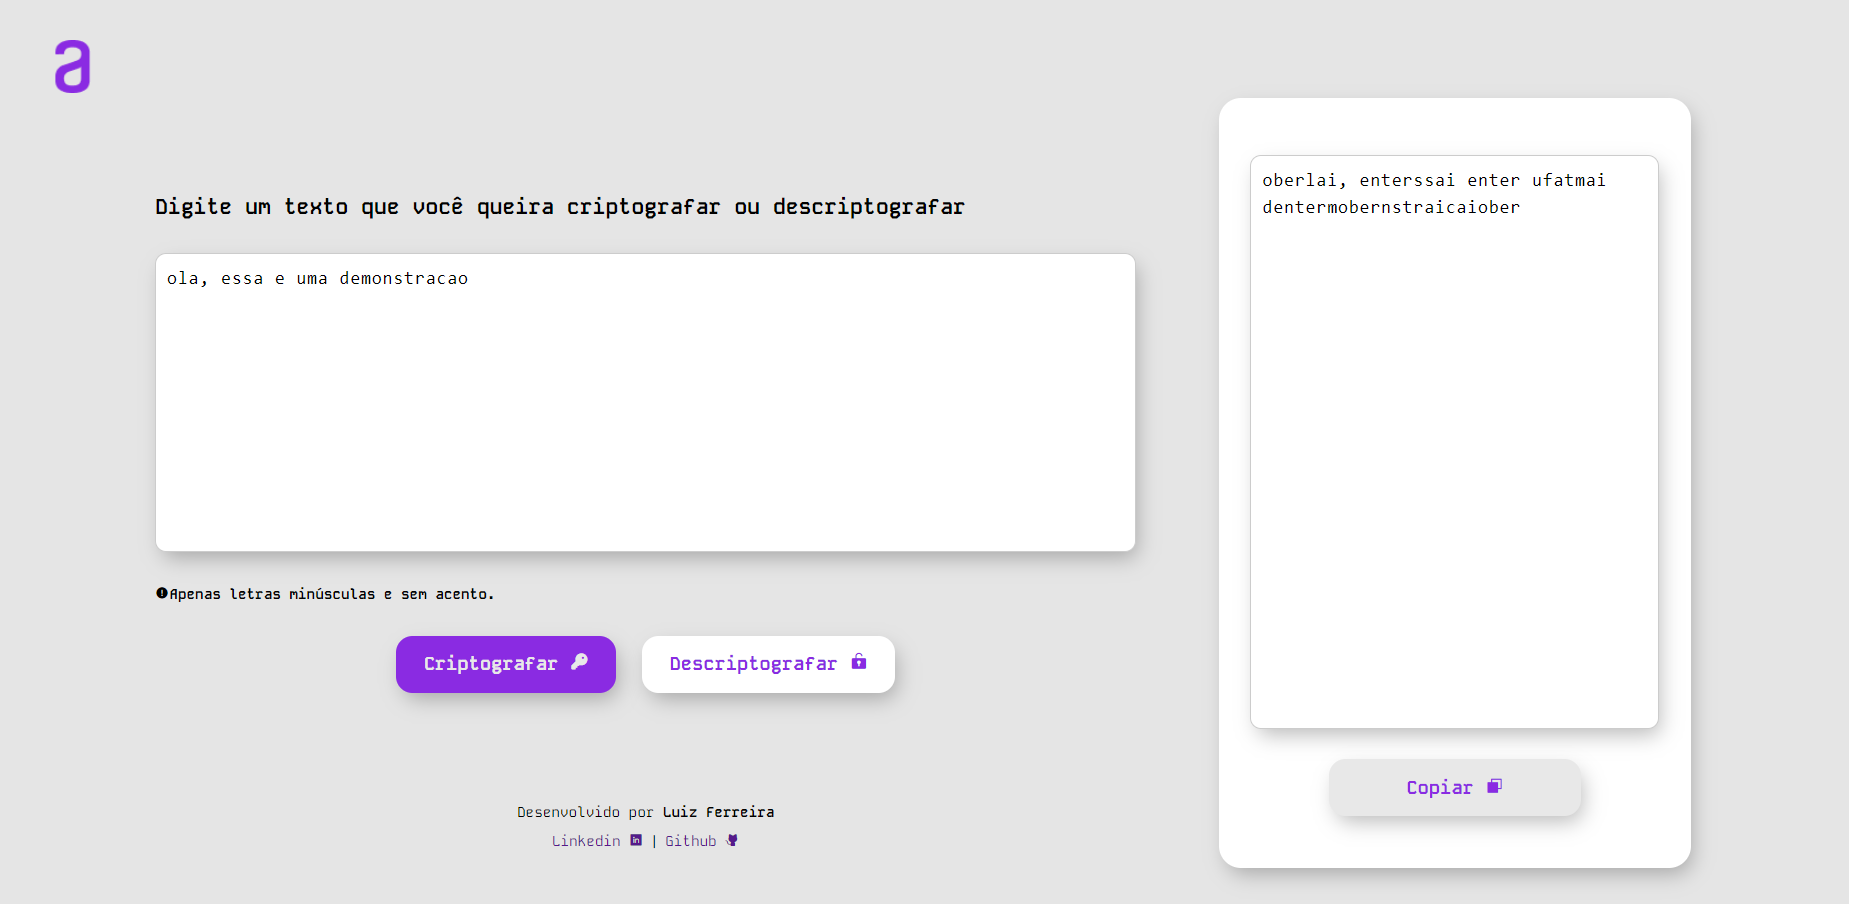 a
Digite um texto que você queira criptografar ou descriptografar
ola, essa e uma demonstracao
Apenas letras minúsculas e sem acento.
Criptografar
Descriptografar
Desenvolvido por Luiz Ferreira
Linkedin in | Github
oberlai, enterssai enter ufatmai
dentermobernstraicaiober
Copiar